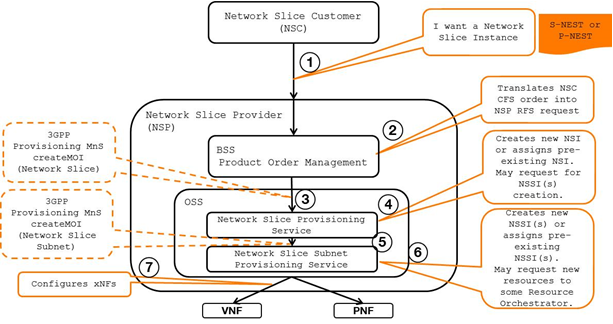 Network Slice Customer
(NSC)
I want a Network
Slice Instance
S-NEST or
P-NEST
1
Network Slice Provider
(NSP)
2
Translates NSC
CFS order into
NSP RFS request
BSS
Product Order Management
3GPP
Provisioning MnS
createMOI
(Network Slice)
Creates new NSI
or assigns pre-
existing NSI.
May request for
NSSI(s)
creation.
3
4
OSS
Network Slice Provisioning
Service
3GPP
Provisioning MnS
createMOI
(Network Slice
Subnet)
5
6
Network Slice Subnet
Provisioning Service
Creates new
NSSI(s) or
assigns pre-
existing
NSSI(s).
May request new
resources to
some Resource
Orchestrator.
7
Configures xNFs
VNF
PNF